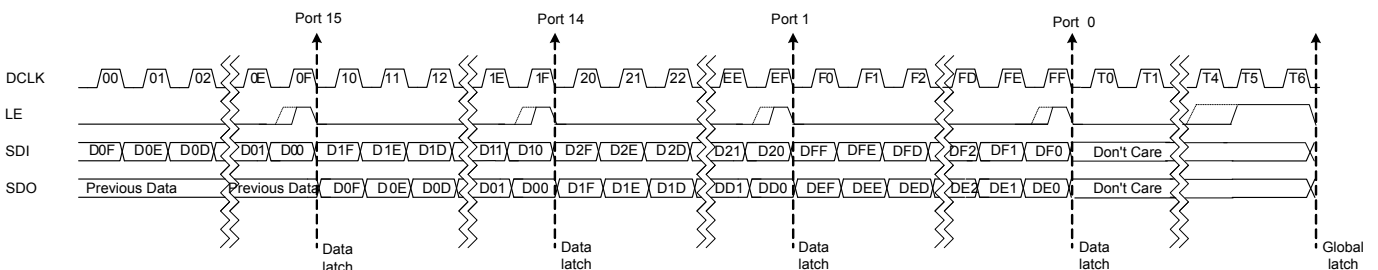 Port 15 Port 14 Port 1 Port 0
DCLK 00 01 02 0E 0F 10 11 12 1E 1F 20 21 22 EE EF F0 F1 F2 FD FE FF T0 T1 T4 T5 T6
LE
SDI D0F D0E D0D D01 D00 D1F D1E D1D D11 D10 D2F D2E D2D D21 D20 DFF DFE DFD DF2 DF1 DF0 Don't Care
SDO Previous Data Previous Data D0F D0E D0D D01 D00 D1F D1E D1D DD1 DD0 DEF DEE DED DE2 DE1 DE0 Don't Care
Data Data Data Data Global
latch latch latch latch latch